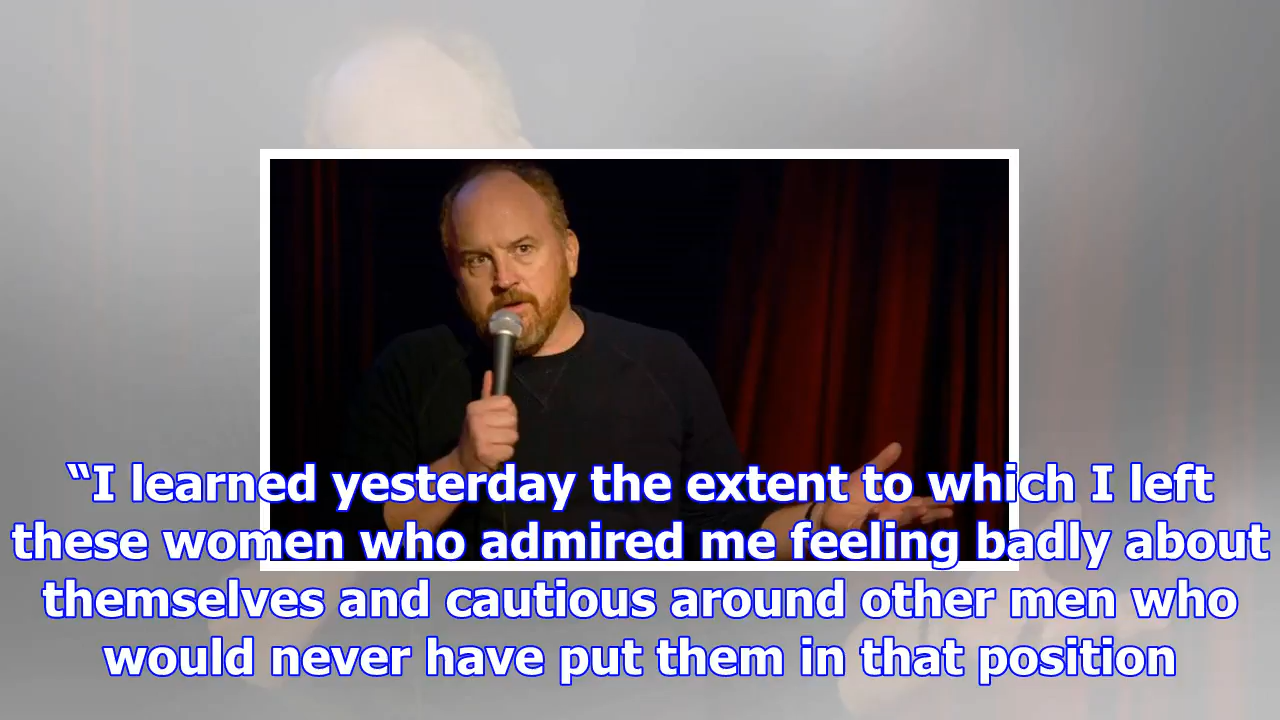 “I learned yesterday the extent to which I left
these women who admired me feeling badly about
themselves and cautious around other men who
would never have put them in that position